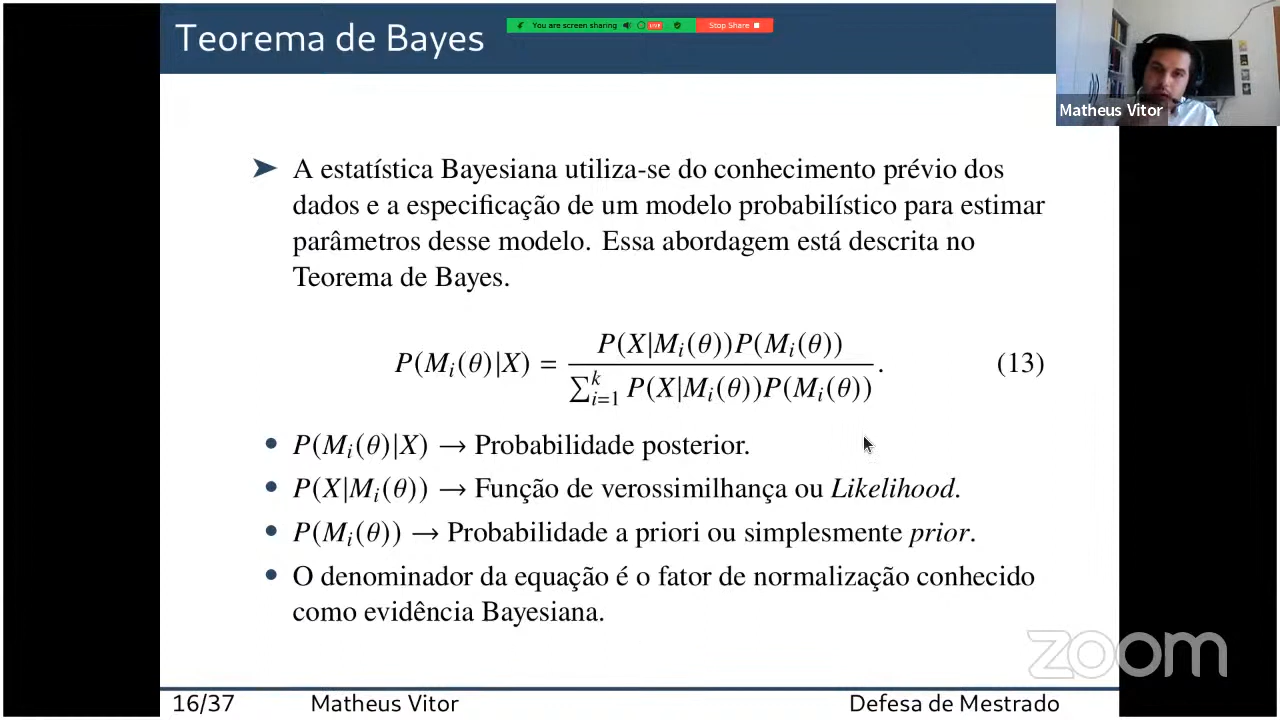 Teorema de Bayes
You are screen sharing LIVE Stop Share
Matheus Vitor
➤ A estatística Bayesiana utiliza-se do conhecimento prévio dos
dados e a especificação de um modelo probabilístico para estimar
parâmetros desse modelo. Essa abordagem está descrita no
Teorema de Bayes.
P(M_i(θ)|X) = \frac{P(X|M_i(θ))P(M_i(θ))}{\sum_{i=1}^{k} P(X|M_i(θ))P(M_i(θ))}. (13)
• P(M_i(θ)|X) → Probabilidade posterior.
• P(X|M_i(θ)) → Função de verossimilhança ou Likelihood.
• P(M_i(θ)) → Probabilidade a priori ou simplesmente prior.
• O denominador da equação é o fator de normalização conhecido
como evidência Bayesiana.
zoom
16/37 Matheus Vitor Defesa de Mestrado